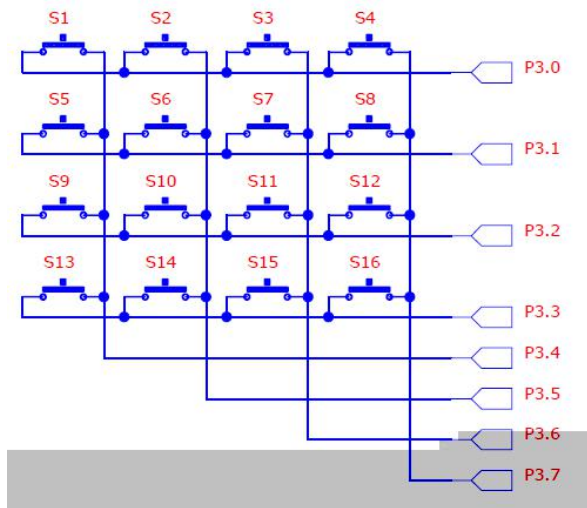 S1 S2 S3 S4
P3.0
S5 S6 S7 S8
P3.1
S9 S10 S11 S12
P3.2
S13 S14 S15 S16
P3.3
P3.4
P3.5
P3.6
P3.7